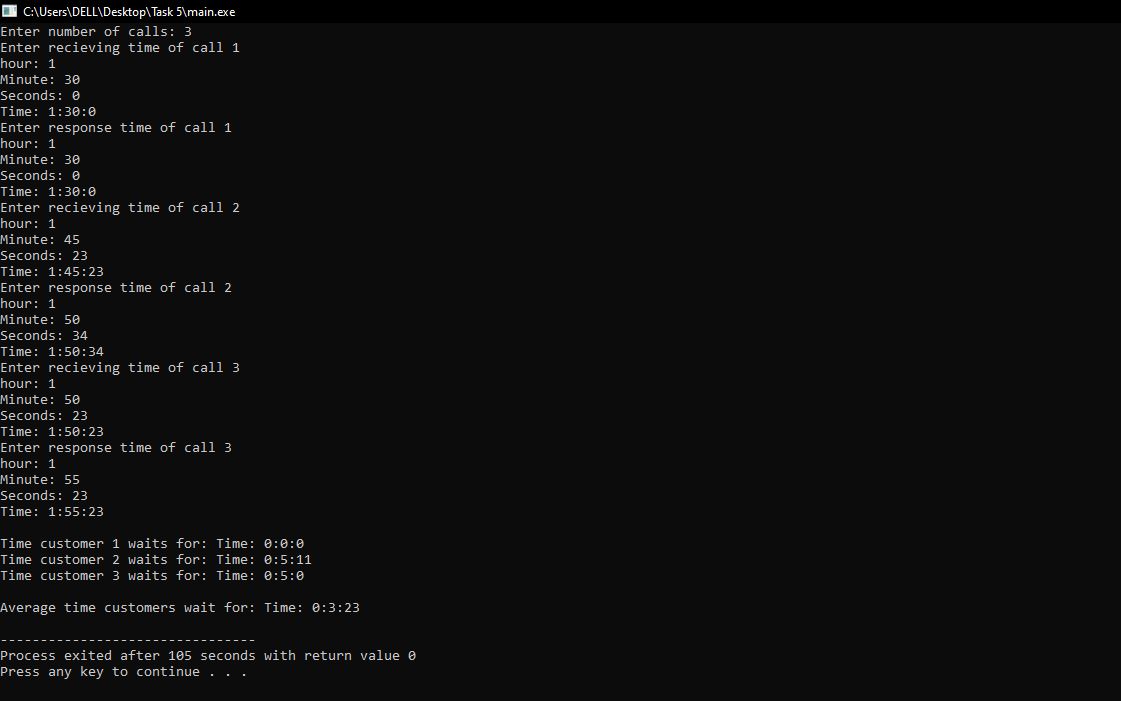 C:\Users\DELL\Desktop\Task 5\main.exe
Enter number of calls: 3
Enter recieving time of call 1
hour: 1
Minute: 30
Seconds: 0
Time: 1:30:0
Enter response time of call 1
hour: 1
Minute: 30
Seconds: 0
Time: 1:30:0
Enter recieving time of call 2
hour: 1
Minute: 45
Seconds: 23
Time: 1:45:23
Enter response time of call 2
hour: 1
Minute: 50
Seconds: 34
Time: 1:50:34
Enter recieving time of call 3
hour: 1
Minute: 50
Seconds: 23
Time: 1:50:23
Enter response time of call 3
hour: 1
Minute: 55
Seconds: 23
Time: 1:55:23
Time customer 1 waits for: Time: 0:0:0
Time customer 2 waits for: Time: 0:5:11
Time customer 3 waits for: Time: 0:5:0
Average time customers wait for: Time: 0:3:23
--------------------------------
Process exited after 105 seconds with return value 0
Press any key to continue . . .